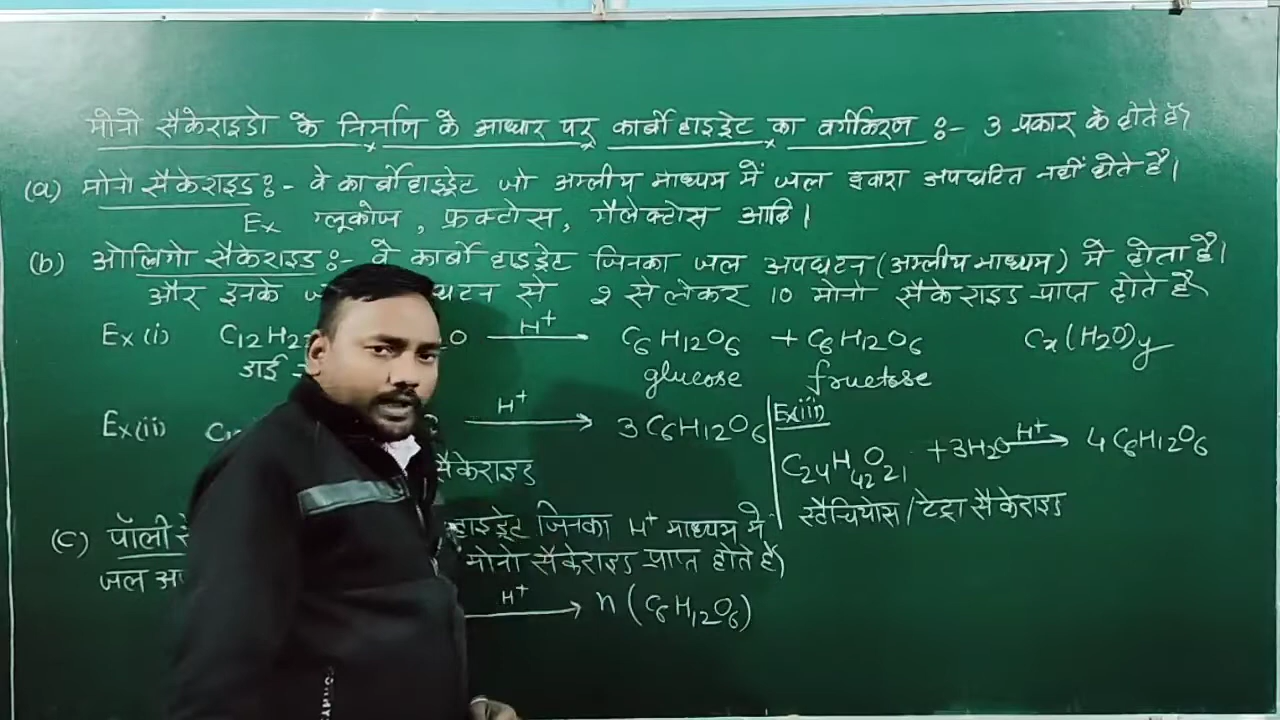 मोनो सैकेराइडो के निर्माण के आधार पर कार्बोहाइड्रेट का वर्गीकरण :- 3 प्रकार के होते हैं
(a) मोनो सैकेराइड :- वे कार्बोहाइड्रेट जो अम्लीय माध्यम में जल द्वारा अपघटित नहीं होते है।
Ex ग्लूकोज, फ्रक्टोस, गैलेक्टोस आदि।
(b) ओलिगो सैकेराइड :- वे कार्बोहाइड्रेट जिनका जल अपघटन (अम्लीय माध्यम) में होता है।
और इनके घटन से 2 से लेकर 10 मोनो सैकेराइड प्राप्त होते हैं
Ex (i) C12H2 O H+ → C6H12O6 + C6H12O6 Cx(H2O)y
डाई glucose fructose
Ex (ii) H+ → 3 C6H12O6
सैकेराइड
Ex(iii)
C24H42O21 + 3H2O H+ → 4 C6H12O6
स्टैचियोस / टेट्रा सैकेराइड
(c) पॉली हाइड्रेट जिनका H+ माध्यम में
जल मोनो सैकेराइड प्राप्त होते हैं
H+ → n (C6H12O6)